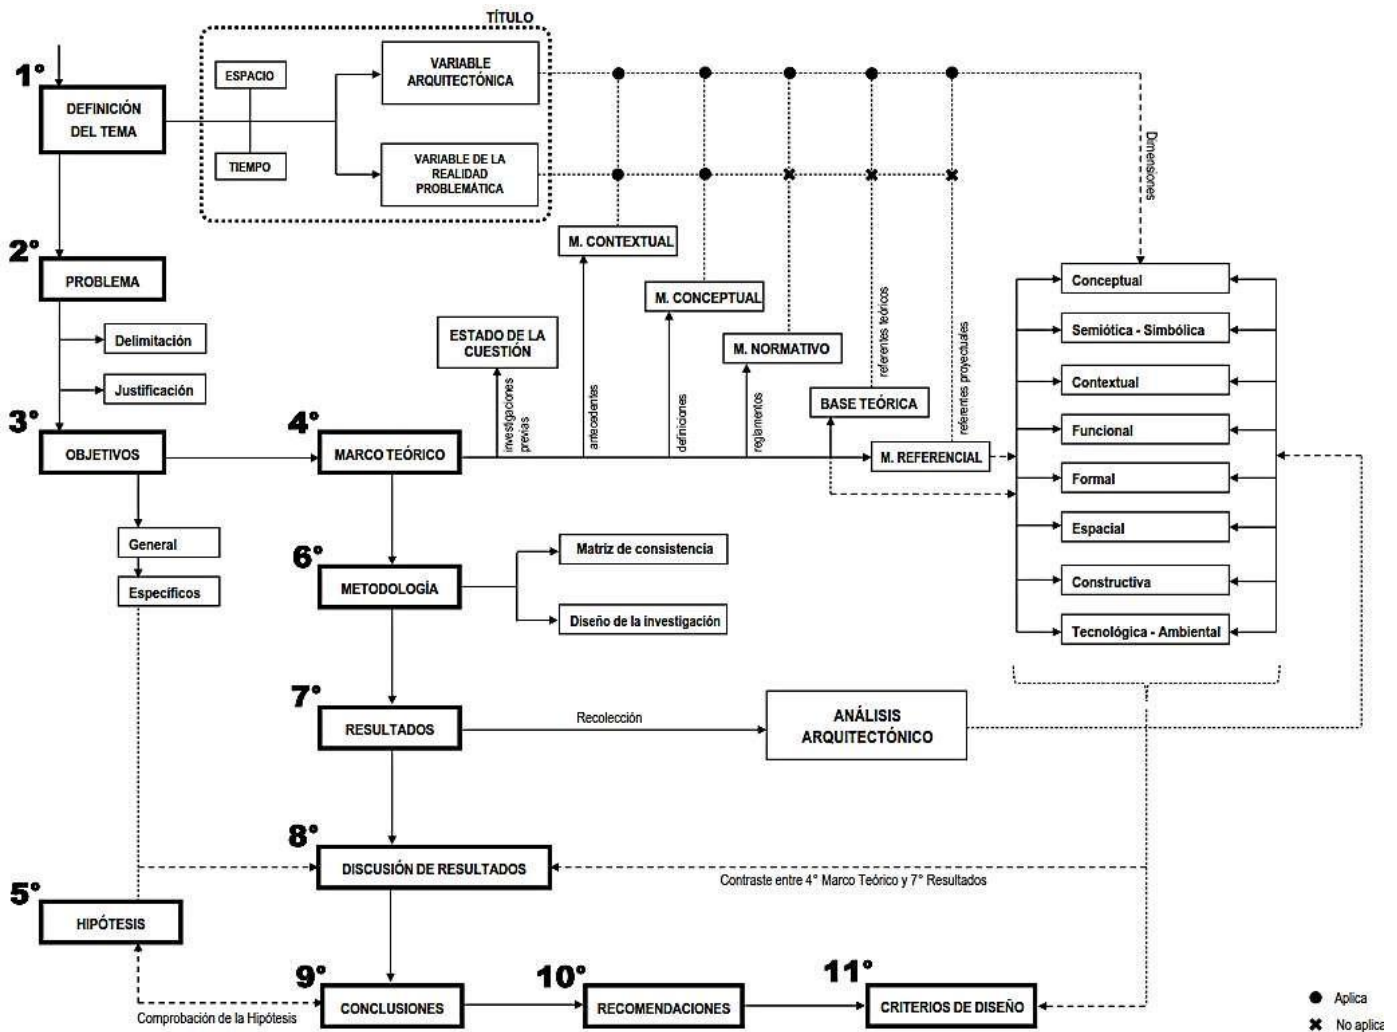 TÍTULO
1°
DEFINICIÓN
DEL TEMA
ESPACIO
TIEMPO
VARIABLE
ARQUITECTÓNICA
VARIABLE DE LA
REALIDAD
PROBLEMÁTICA
Dimensiones
2°
PROBLEMA
Delimitación
Justificación
M. CONTEXTUAL
M. CONCEPTUAL
ESTADO DE LA
CUESTIÓN
M. NORMATIVO
BASE TEÓRICA
M. REFERENCIAL
investigaciones
previas
antecedentes
definiciones
reglamentos
referentes teóricos
referentes proyectuales
Conceptual
Semiótica - Simbólica
Contextual
Funcional
Formal
Espacial
Constructiva
Tecnológica - Ambiental
3°
OBJETIVOS
General
Específicos
4°
MARCO TEÓRICO
6°
METODOLOGÍA
Matriz de consistencia
Diseño de la investigación
7°
RESULTADOS
Recolección
ANÁLISIS
ARQUITECTÓNICO
8°
DISCUSIÓN DE RESULTADOS
Contraste entre 4° Marco Teórico y 7° Resultados
5°
HIPÓTESIS
Comprobación de la Hipótesis
9°
CONCLUSIONES
10°
RECOMENDACIONES
11°
CRITERIOS DE DISEÑO
Aplica
No aplica